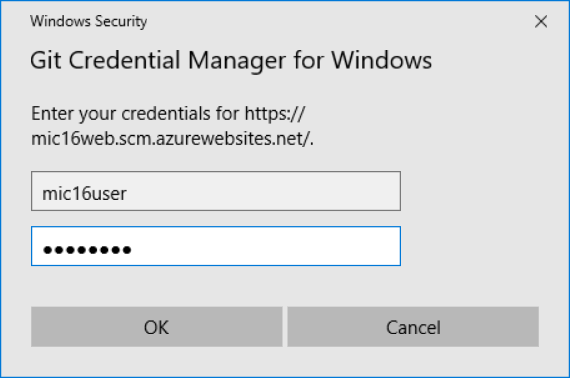 Windows Security
Git Credential Manager for Windows
Enter your credentials for https://
mic16web.scm.azurewebsites.net/.
mic16user
●●●●●●●●
OK Cancel